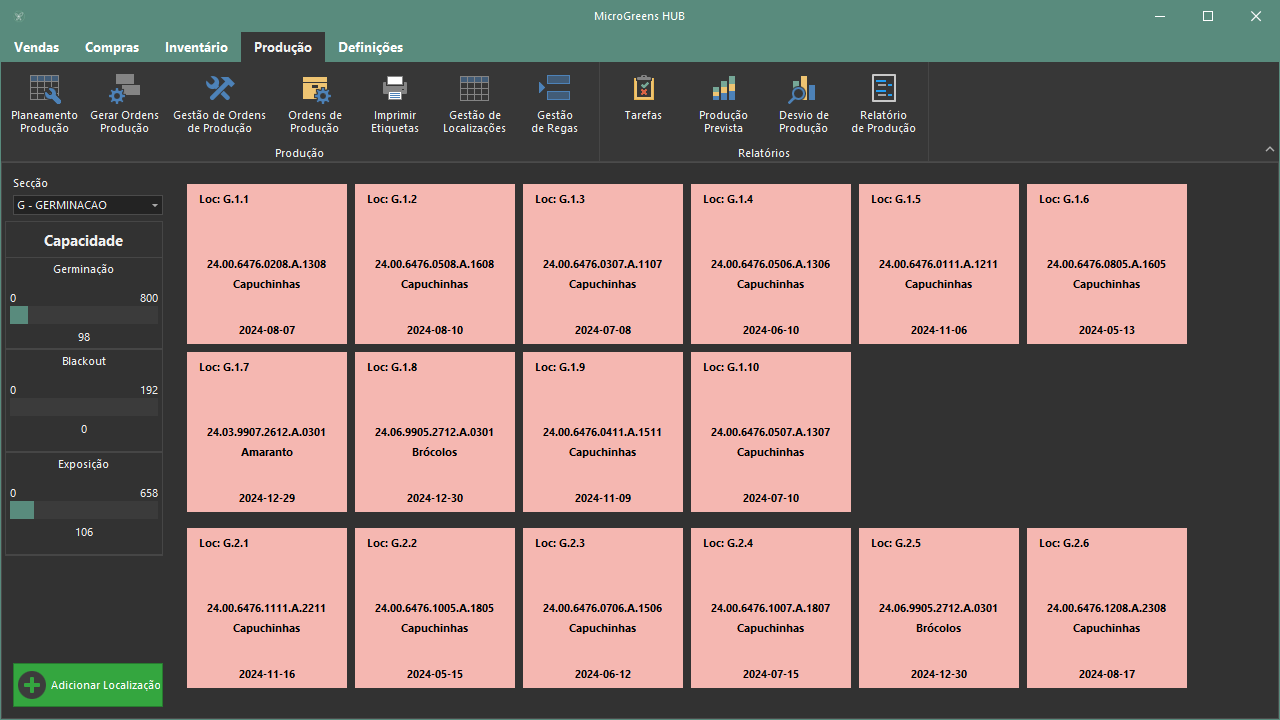 MicroGreens HUB
Vendas Compras Inventário Produção Definições
Planeamento Produção
Gerar Ordens Produção
Gestão de Ordens de Produção
Ordens de Produção
Imprimir Etiquetas
Gestão de Localizações
Gestão de Regas
Tarefas
Produção Prevista
Desvio de Produção
Relatório de Produção
Produção
Relatórios
Secção
G - GERMINACAO
Capacidade
Germinação
0 800
98
Blackout
0 192
0
Exposição
0 658
106
Adicionar Localização
Loc: G.1.1
24.00.6476.0208.A.1308
Capuchinhas
2024-08-07
Loc: G.1.2
24.00.6476.0508.A.1608
Capuchinhas
2024-08-10
Loc: G.1.3
24.00.6476.0307.A.1107
Capuchinhas
2024-07-08
Loc: G.1.4
24.00.6476.0506.A.1306
Capuchinhas
2024-06-10
Loc: G.1.5
24.00.6476.0111.A.1211
Capuchinhas
2024-11-06
Loc: G.1.6
24.00.6476.0805.A.1605
Capuchinhas
2024-05-13
Loc: G.1.7
24.03.9907.2612.A.0301
Amaranto
2024-12-29
Loc: G.1.8
24.06.9905.2712.A.0301
Brócolos
2024-12-30
Loc: G.1.9
24.00.6476.0411.A.1511
Capuchinhas
2024-11-09
Loc: G.1.10
24.00.6476.0507.A.1307
Capuchinhas
2024-07-10
Loc: G.2.1
24.00.6476.1111.A.2211
Capuchinhas
2024-11-16
Loc: G.2.2
24.00.6476.1005.A.1805
Capuchinhas
2024-05-15
Loc: G.2.3
24.00.6476.0706.A.1506
Capuchinhas
2024-06-12
Loc: G.2.4
24.00.6476.1007.A.1807
Capuchinhas
2024-07-15
Loc: G.2.5
24.06.9905.2712.A.0301
Brócolos
2024-12-30
Loc: G.2.6
24.00.6476.1208.A.2308
Capuchinhas
2024-08-17